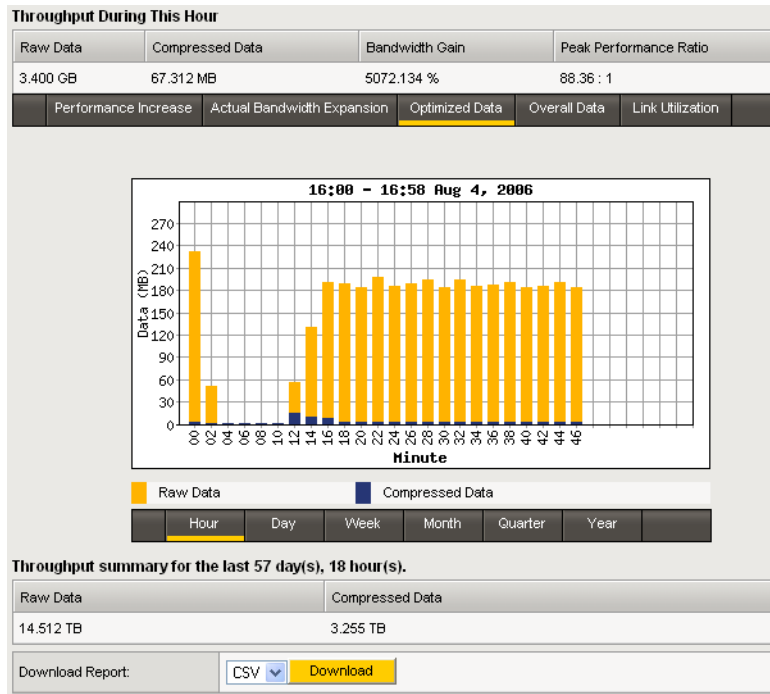 Throughput During This Hour
Raw Data Compressed Data Bandwidth Gain Peak Performance Ratio
3.400 GB 67.312 MB 5072.134 % 88.36 : 1
Performance Increase Actual Bandwidth Expansion Optimized Data Overall Data Link Utilization
16:00 - 16:58 Aug 4, 2006
270
240
210
180
150
120
90
60
30
0
Data (MB)
00 02 04 06 08 10 12 14 16 18 20 22 24 26 28 30 32 34 36 38 40 42 44 46
Minute
Raw Data Compressed Data
Hour Day Week Month Quarter Year
Throughput summary for the last 57 day(s), 18 hour(s).
Raw Data Compressed Data
14.512 TB 3.255 TB
Download Report: CSV Download